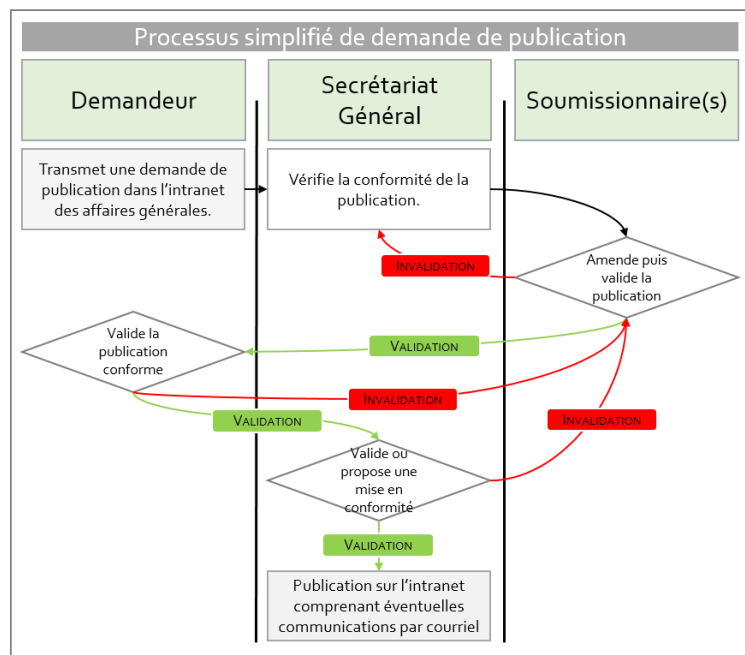 Processus simplifié de demande de publication
Demandeur
Secrétariat
Général
Soumissionnaire(s)
Transmet une demande de
publication dans l'intranet
des affaires générales.
Vérifie la conformité de la
publication.
INVALIDATION
Amende puis
valide la
publication
Valide la
publication
conforme
VALIDATION
INVALIDATION
VALIDATION
INVALIDATION
Valide ou
propose une
mise en
conformité
VALIDATION
Publication sur l'intranet
comprenant éventuelles
communications par courriel